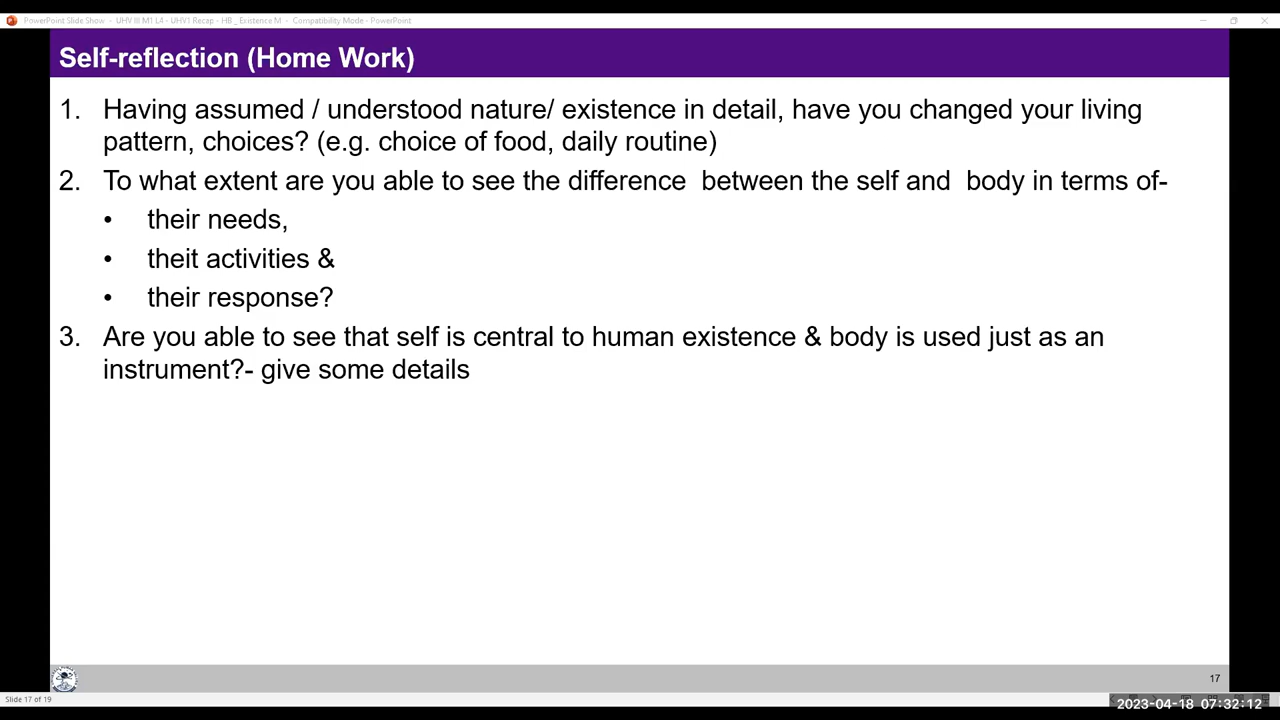 PowerPoint Slide Show - UHV III M1 L4 - UHV1 Recap - HB _ Existence M - Compatibility Mode - PowerPoint
Self-reflection (Home Work)
1. Having assumed / understood nature/ existence in detail, have you changed your living
pattern, choices? (e.g. choice of food, daily routine)
2. To what extent are you able to see the difference between the self and body in terms of-
• their needs,
• theit activities &
• their response?
3. Are you able to see that self is central to human existence & body is used just as an
instrument?- give some details
17
Slide 17 of 19
2023-04-18 07:32:12